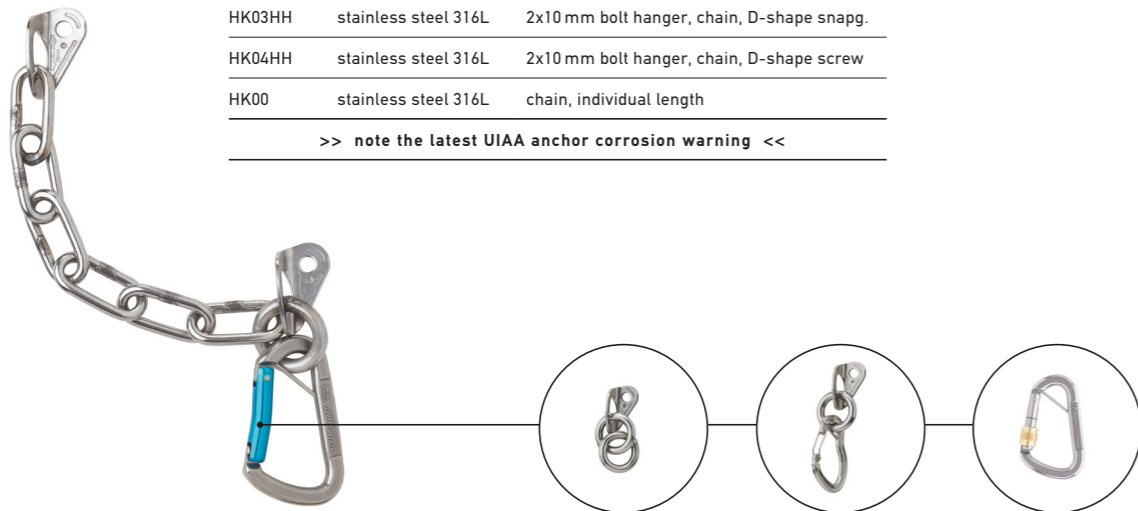 HK03HH stainless steel 316L 2x10 mm bolt hanger, chain, D-shape snapg.
HK04HH stainless steel 316L 2x10 mm bolt hanger, chain, D-shape screw
HK00 stainless steel 316L chain, individual length
>> note the latest UIAA anchor corrosion warning <<